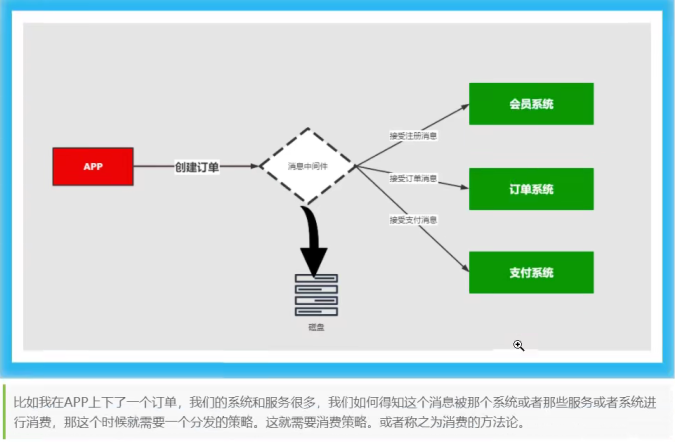 会员系统
接受注册消息
APP
创建订单
消息中间件
接受订单消息
订单系统
接受支付消息
支付系统
磁盘
比如我在APP上下了一个订单，我们的系统和服务很多，我们如何得知这个消息被那个系统或者那些服务或者系统进
行消费，那这个时候就需要一个分发的策略。这就需要消费策略。或者称之为消费的方法论。